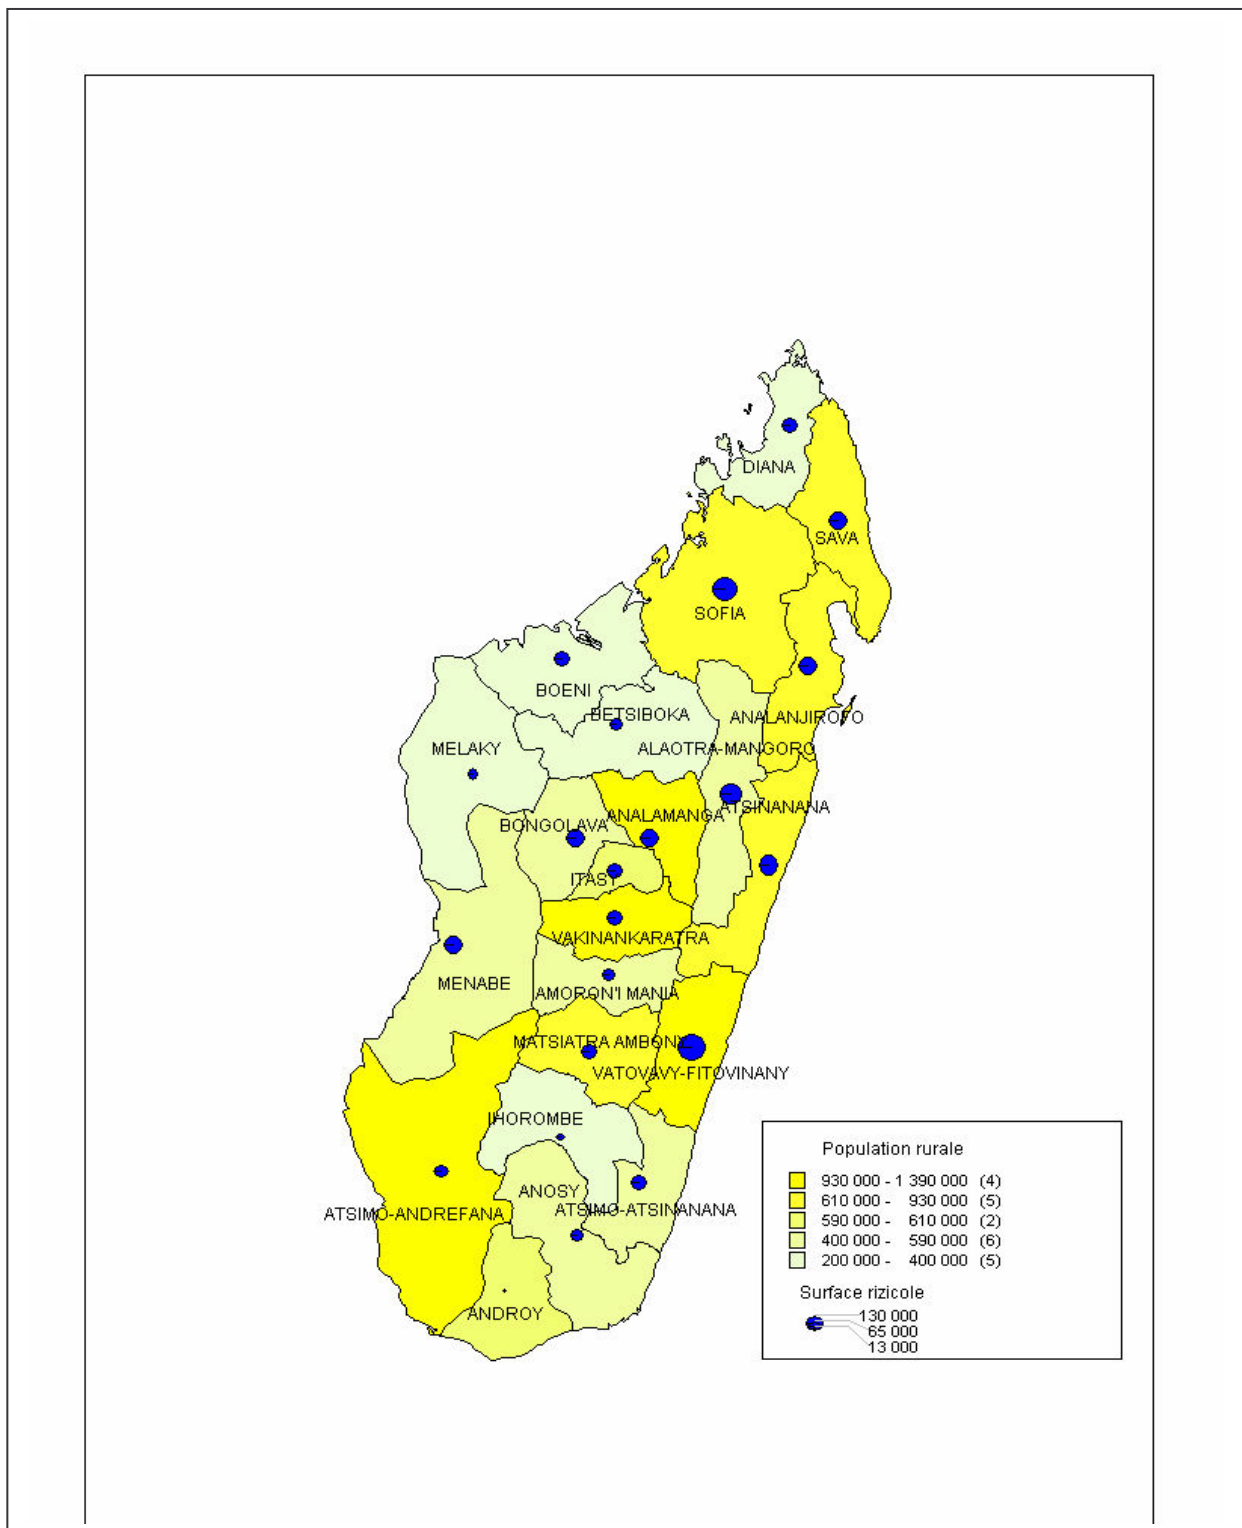 DIANA
SAVA
SOFIA
BOENI
BETSIBOKA
ANALANJIROFO
MELAKY
ALAOTRA-MANGORO
ATSINANANA
ANALAMANGA
BONGOLAVA
ITASY
VAKINANKARATRA
MENABE
AMORON'I MANIA
MATSIATRA AMBONY
VATOVAVY-FITOVINANY
IHOROMBE
ANOSY
ATSIMO-ATSINANANA
ATSIMO-ANDREFANA
ANDROY
Population rurale
930 000 - 1 390 000 (4)
610 000 - 930 000 (5)
590 000 - 610 000 (2)
400 000 - 590 000 (6)
200 000 - 400 000 (5)
Surface rizicole
130 000
65 000
13 000